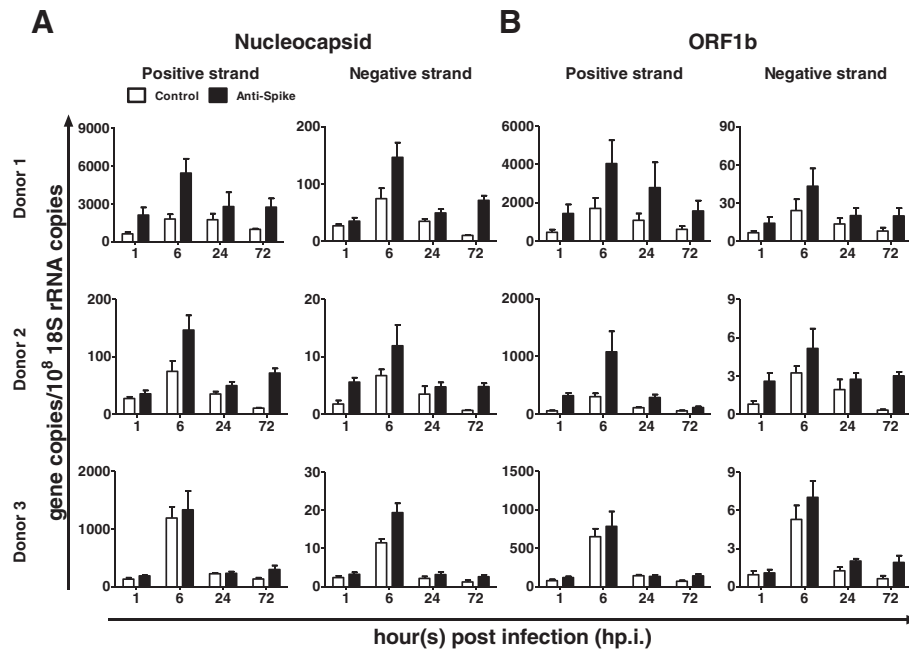 A
B
Nucleocapsid
ORF1b
Positive strand
Negative strand
Positive strand
Negative strand
Control
Anti-Spike
gene copies/10⁸ 18S rRNA copies
Donor 1
9000
6000
3000
0
1 6 24 72
200
100
0
1 6 24 72
6000
4000
2000
0
1 6 24 72
90
60
30
0
1 6 24 72
Donor 2
200
100
0
1 6 24 72
20
10
0
1 6 24 72
2000
1000
0
1 6 24 72
9
6
3
0
1 6 24 72
Donor 3
2000
1000
0
1 6 24 72
30
20
10
0
1 6 24 72
1500
1000
500
0
1 6 24 72
9
6
3
0
1 6 24 72
hour(s) post infection (hp.i.)